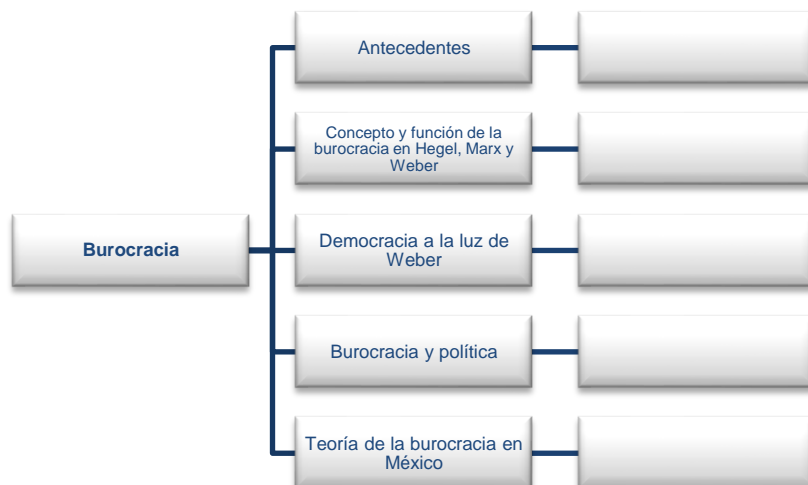 Antecedentes
Concepto y función de la
burocracia en Hegel, Marx y
Weber
Burocracia
Democracia a la luz de
Weber
Burocracia y política
Teoría de la burocracia en
México